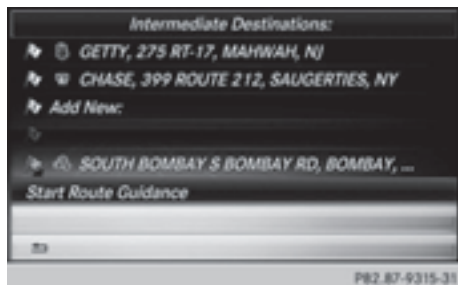 Intermediate Destinations:
GETTY, 275 RT-17, MAHWAH, NJ
CHASE, 399 ROUTE 212, SAUGERTIES, NY
Add New:
SOUTH BOMBAY S BOMBAY RD, BOMBAY, ...
Start Route Guidance
P82.87-9315-31